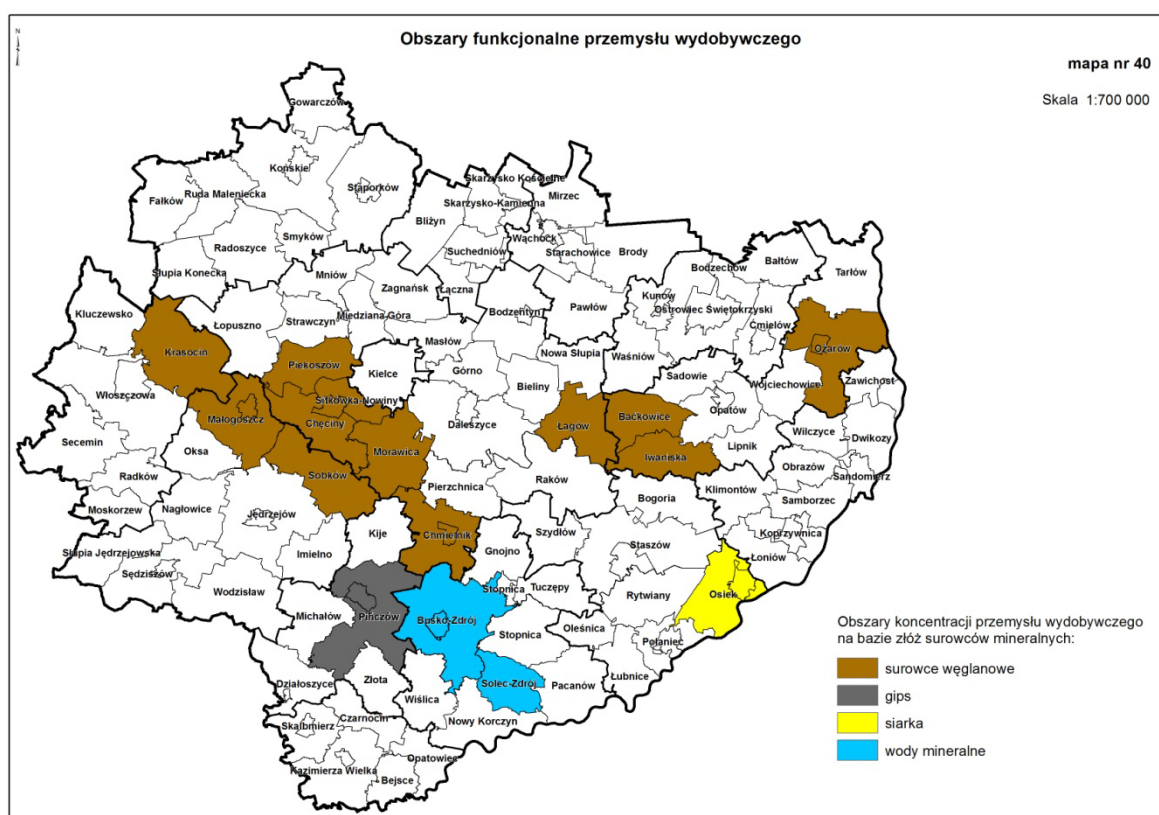 N
Obszary funkcjonalne przemysłu wydobywczego
mapa nr 40
Skala 1:700 000
Gowarczów
Końskie
Stąporków
Ruda Maleniecka
Fałków
Smyków
Radoszyce
Słupia Konecka
Skarżysko Kościelne
Mirzec
Skarżysko-Kamienna
Bliżyn
Wąchock
Suchedniów
Starachowice
Brody
Mniów
Zagnańsk
Łączna
Bodzechów
Bałtów
Tarłów
Kluczewsko
Łopuszno
Strawczyn
Miedziana-Góra
Bodzentyn
Pawłów
Kunów
Ostrowiec Świętokrzyski
Ćmielów
Krasocin
Piekoszów
Masłów
Nowa Słupia
Waśniów
Ożarów
Kielce
Górno
Bieliny
Sadowie
Wojciechowice
Zawichost
Włoszczowa
Sitkówka-Nowiny
Małogoszcz
Chęciny
Daleszyce
Łagów
Baćkowice
Opatów
Wilczyce
Dwikozy
Secemin
Oksa
Morawica
Iwaniska
Lipnik
Obrazów
Sandomierz
Radków
Sobków
Pierzchnica
Raków
Klimontów
Samborzec
Moskorzew
Nagłowice
Jędrzejów
Bogoria
Koprzywnica
Kije
Chmielnik
Szydłów
Staszów
Słupia Jędrzejowska
Imielno
Gnojno
Łoniów
Sędziszów
Wodzisław
Stopnica
Tuczępy
Rytwiany
Osiek
Michałów
Pińczów
Busko-Zdrój
Stopnica
Oleśnica
Połaniec
Działoszyce
Złota
Wiślica
Solec-Zdrój
Pacanów
Łubnice
Skalbmierz
Czarnocin
Nowy Korczyn
Kazimierza Wielka
Opatowiec
Bejsce
Obszary koncentracji przemysłu wydobywczego
na bazie złóż surowców mineralnych:
surowce węglanowe
gips
siarka
wody mineralne